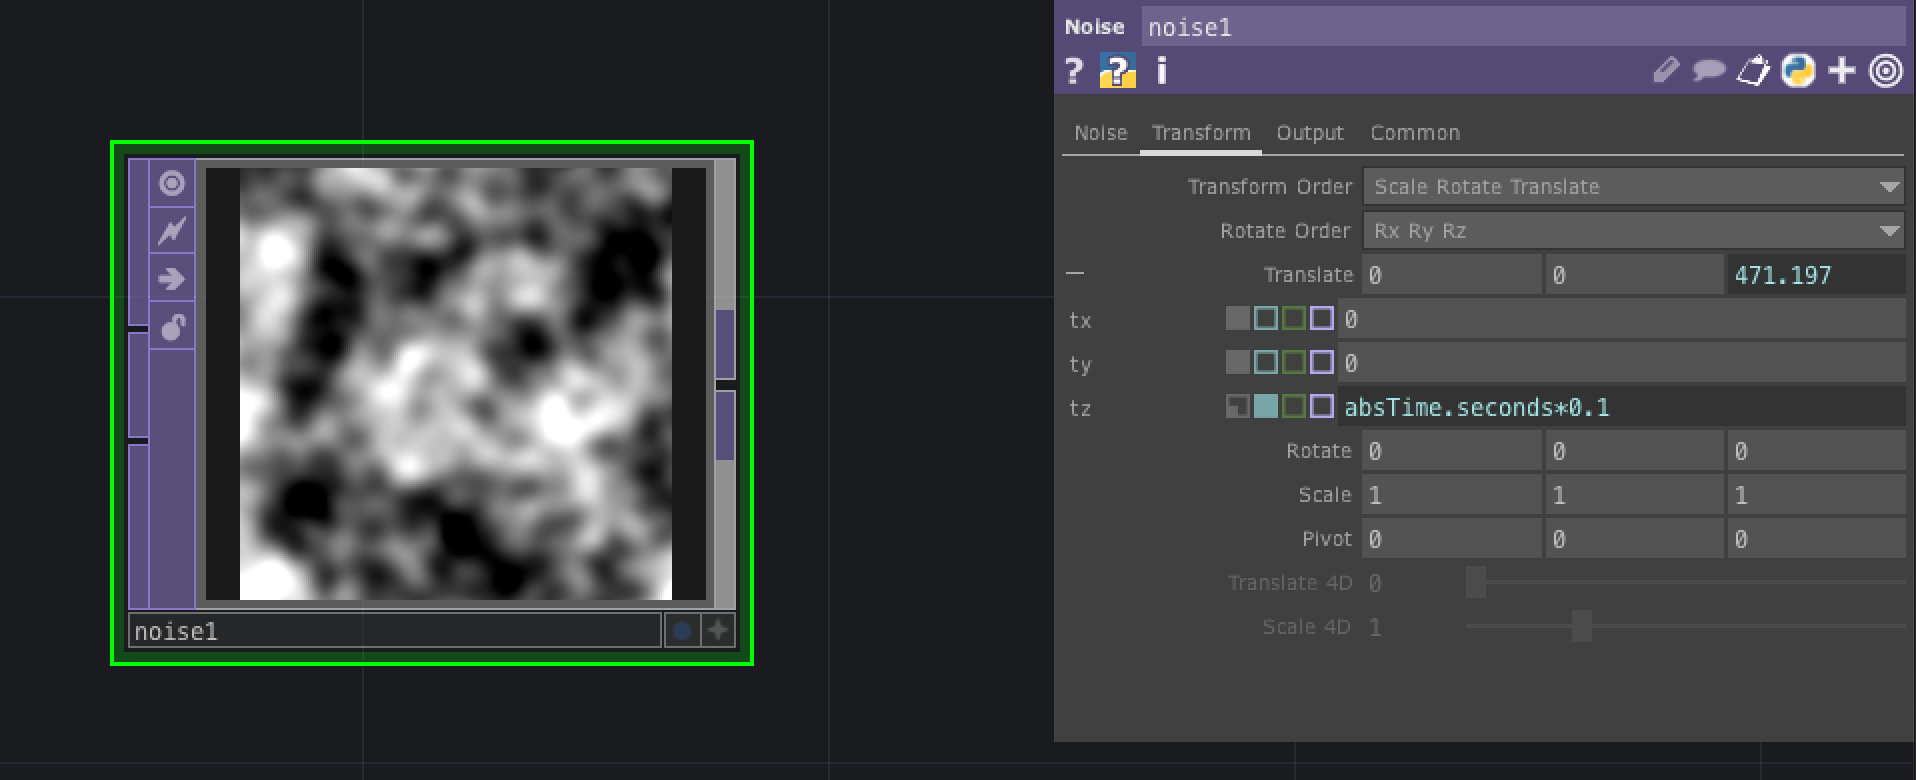 Noise noise1
? ? i
Noise Transform Output Common
Transform Order Scale Rotate Translate
Rotate Order Rx Ry Rz
Translate 0 0 471.197
tx 0
ty 0
tz absTime.seconds*0.1
Rotate 0 0 0
Scale 1 1 1
Pivot 0 0 0
Translate 4D 0
Scale 4D 1
noise1